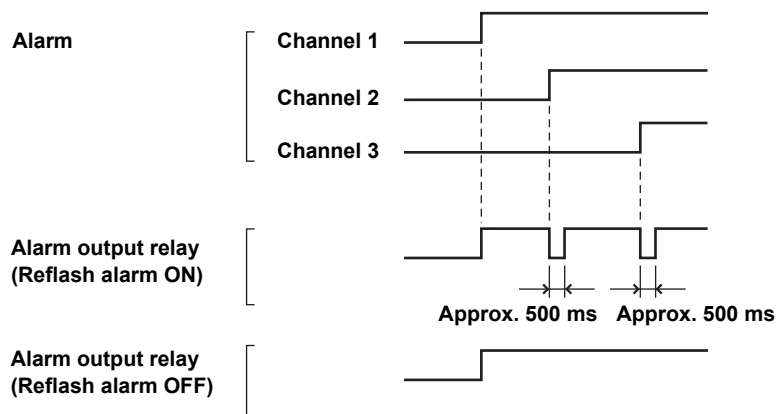 Alarm
Channel 1
Channel 2
Channel 3
Alarm output relay
(Reflash alarm ON)
Approx. 500 ms
Approx. 500 ms
Alarm output relay
(Reflash alarm OFF)